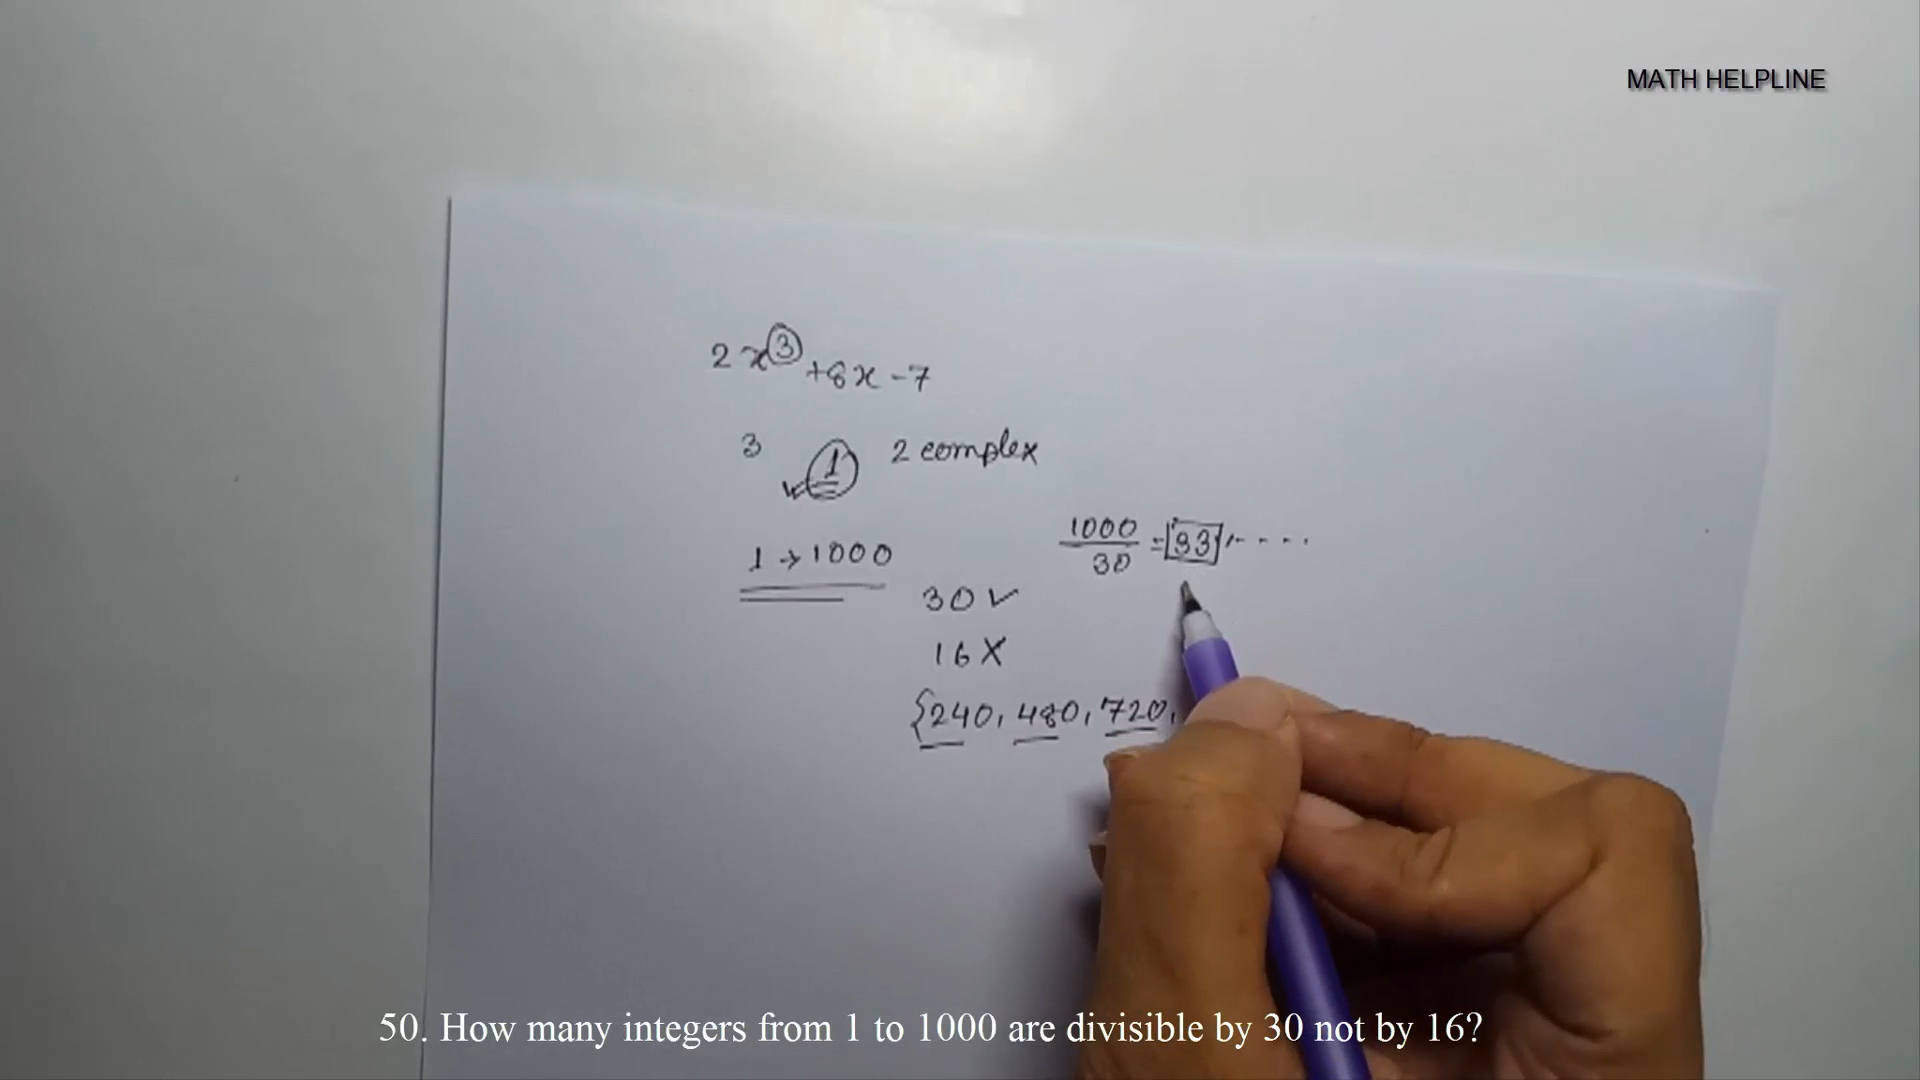 MATH HELPLINE
2x³+8x-7
3 1 2 complex
1000/30 = 33 ....
1→1000
30 ✓
16 X
{240, 480, 720,
50. How many integers from 1 to 1000 are divisible by 30 not by 16?